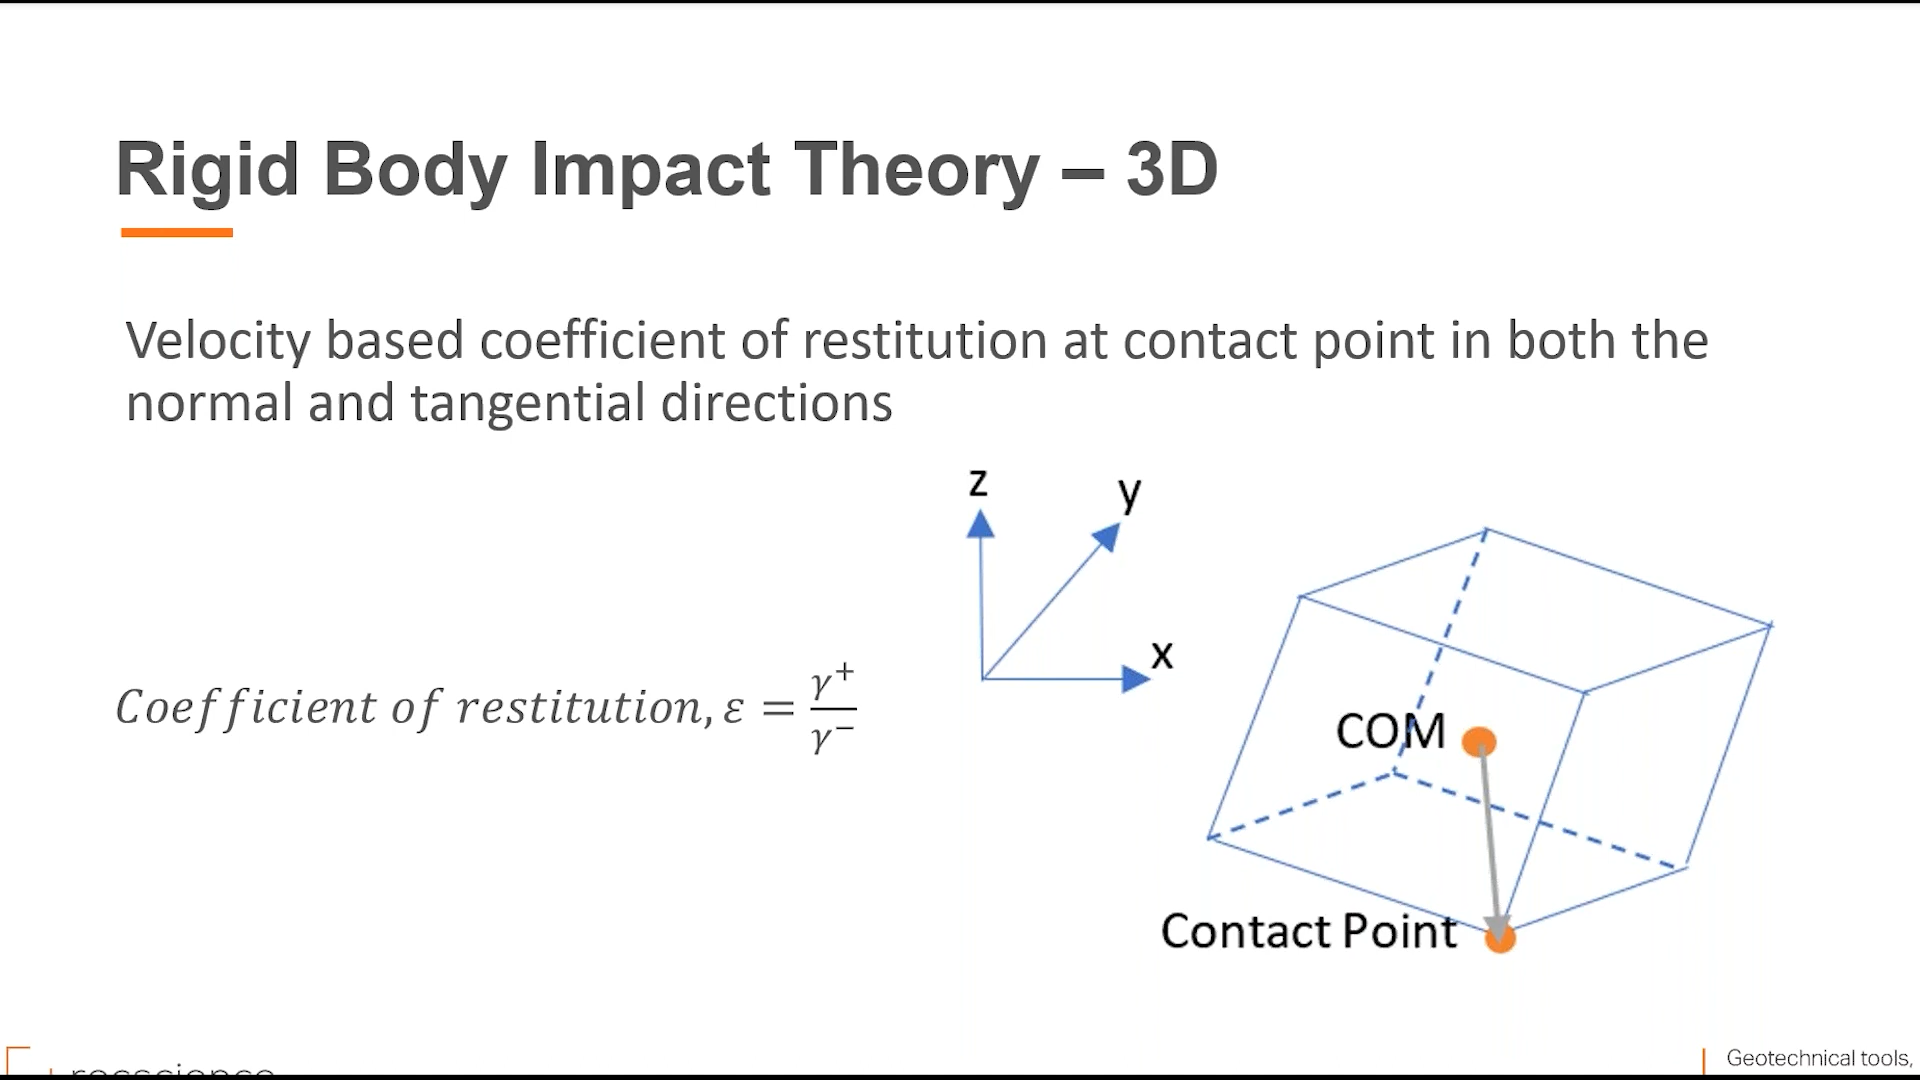 Rigid Body Impact Theory – 3D
Velocity based coefficient of restitution at contact point in both the
normal and tangential directions
z
y
x
Coefficient of restitution, ε = γ⁺/γ⁻
COM
Contact Point
rocscience
Geotechnical tools,